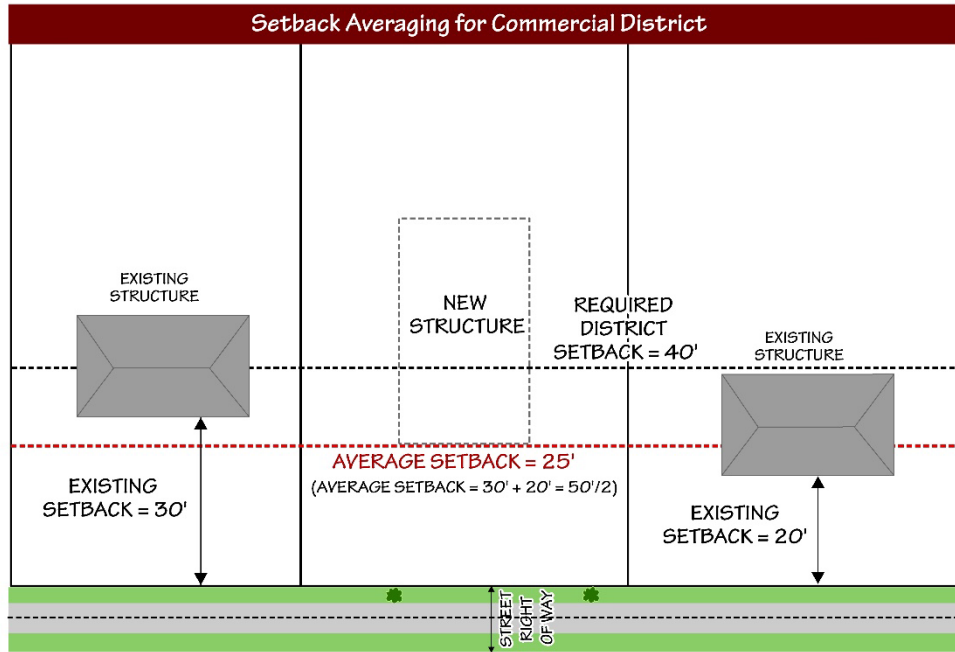 Setback Averaging for Commercial District
EXISTING
STRUCTURE
NEW
STRUCTURE
REQUIRED
DISTRICT
SETBACK = 40'
EXISTING
STRUCTURE
AVERAGE SETBACK = 25'
(AVERAGE SETBACK = 30' + 20' = 50'/2)
EXISTING
SETBACK = 30'
EXISTING
SETBACK = 20'
STREET
RIGHT
OF WAY